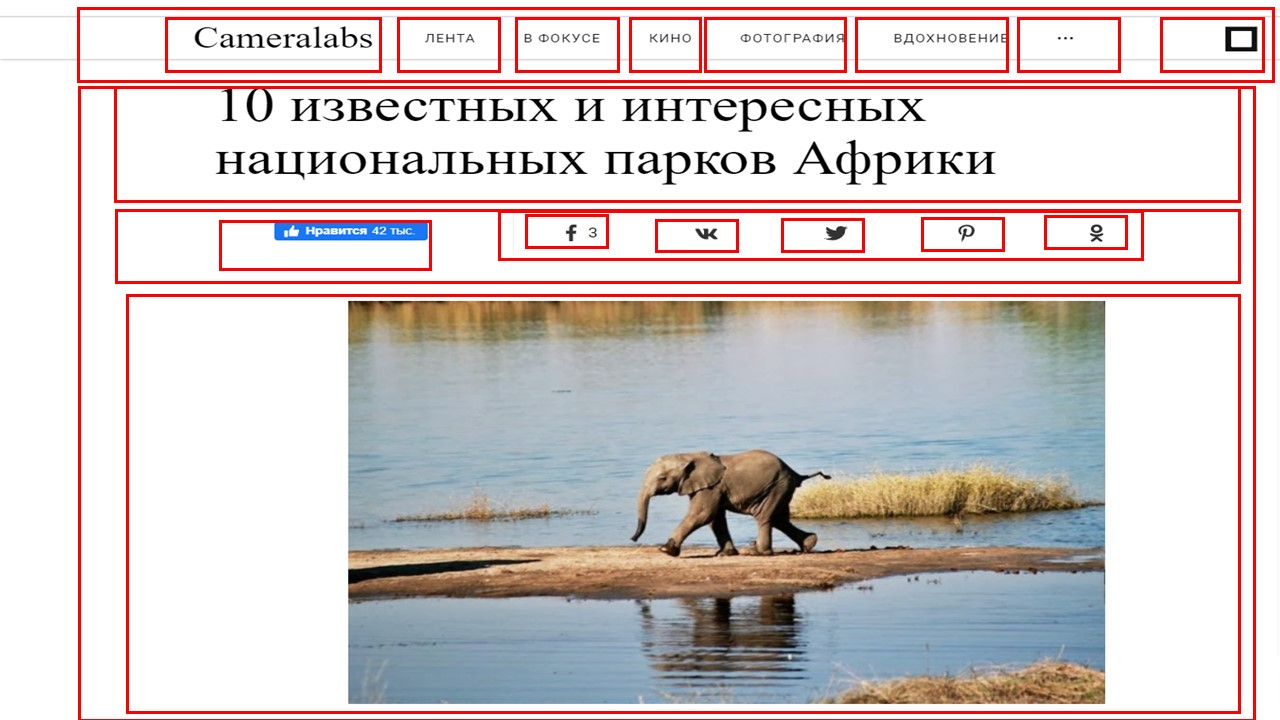 Cameralabs ЛЕНТА В ФОКУСЕ КИНО ФОТОГРАФИЯ ВДОХНОВЕНИЕ ...
10 известных и интересных
национальных парков Африки
Нравится 42 тыс. 3